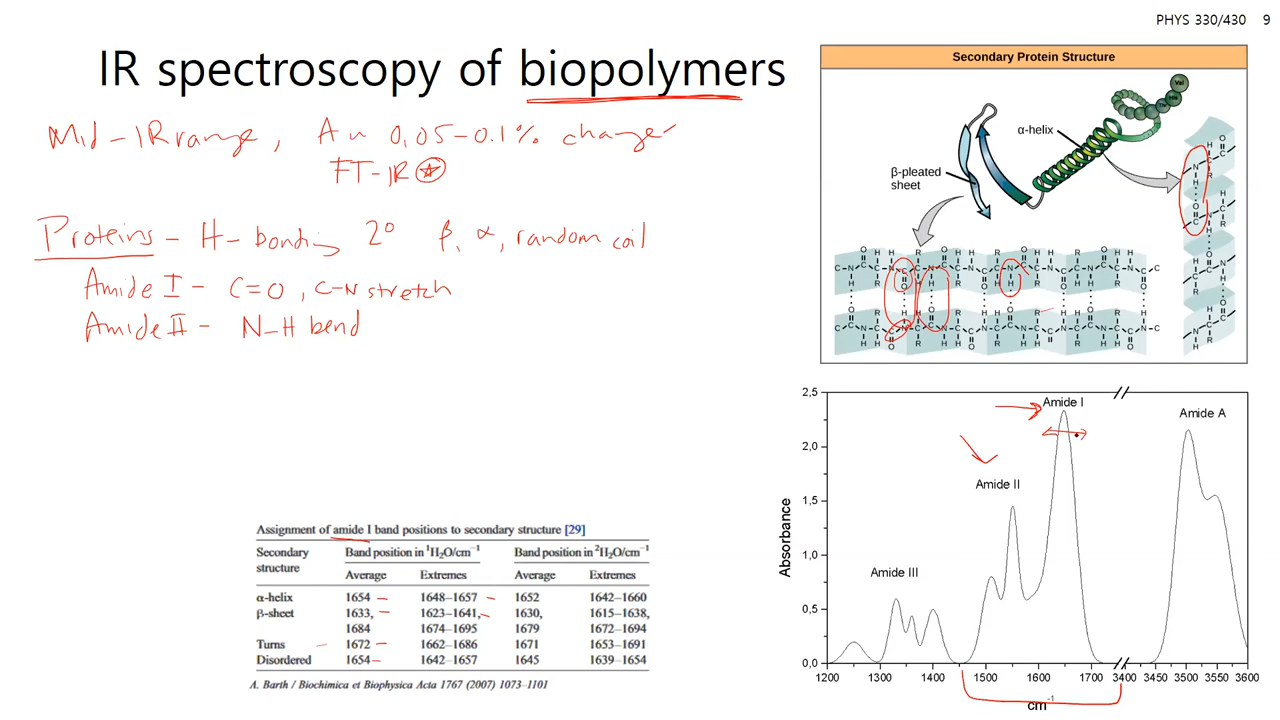 PHYS 330/430 9
IR spectroscopy of biopolymers
Mid-IR range, A ~ 0.05-0.1% changes
FT-IR
Proteins - H-bonding 2° β, α, random coil
Amide I - C=O, C-N stretch
Amide II - N-H bend
Secondary Protein Structure
α-helix
β-pleated
sheet
Val
Assignment of amide I band positions to secondary structure [29]
Secondary structure Band position in ¹H₂O/cm⁻¹ Band position in ²H₂O/cm⁻¹
Average Extremes Average Extremes
α-helix 1654 1648–1657 1652 1642–1660
β-sheet 1633, 1623–1641, 1630, 1615–1638,
1684 1674–1695 1679 1672–1694
Turns 1672 1662–1686 1671 1653–1691
Disordered 1654 1642–1657 1645 1639–1654
A. Barth / Biochimica et Biophysica Acta 1767 (2007) 1073–1101
Absorbance
2,5
2,0
1,5
1,0
0,5
0,0
Amide I
Amide A
Amide II
Amide III
1200 1300 1400 1500 1600 1700 3400 3450 3500 3550 3600
cm⁻¹